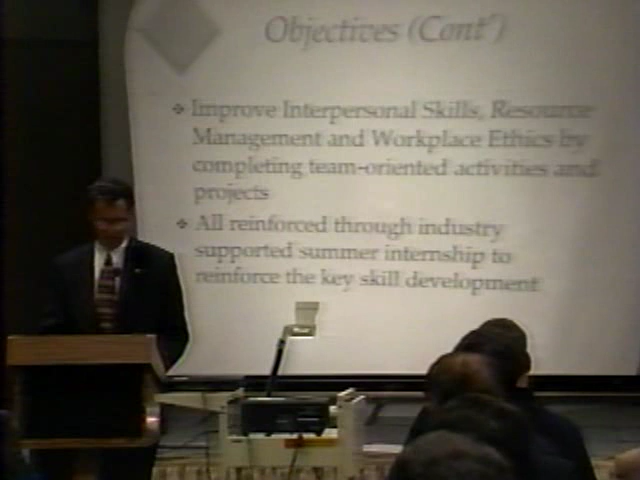 Objectives (Cont')
❖ Improve Interpersonal Skills, Resource
Management and Workplace Ethics by
completing team-oriented activities and
projects
❖ All reinforced through industry
supported summer internship to
reinforce the key skill development